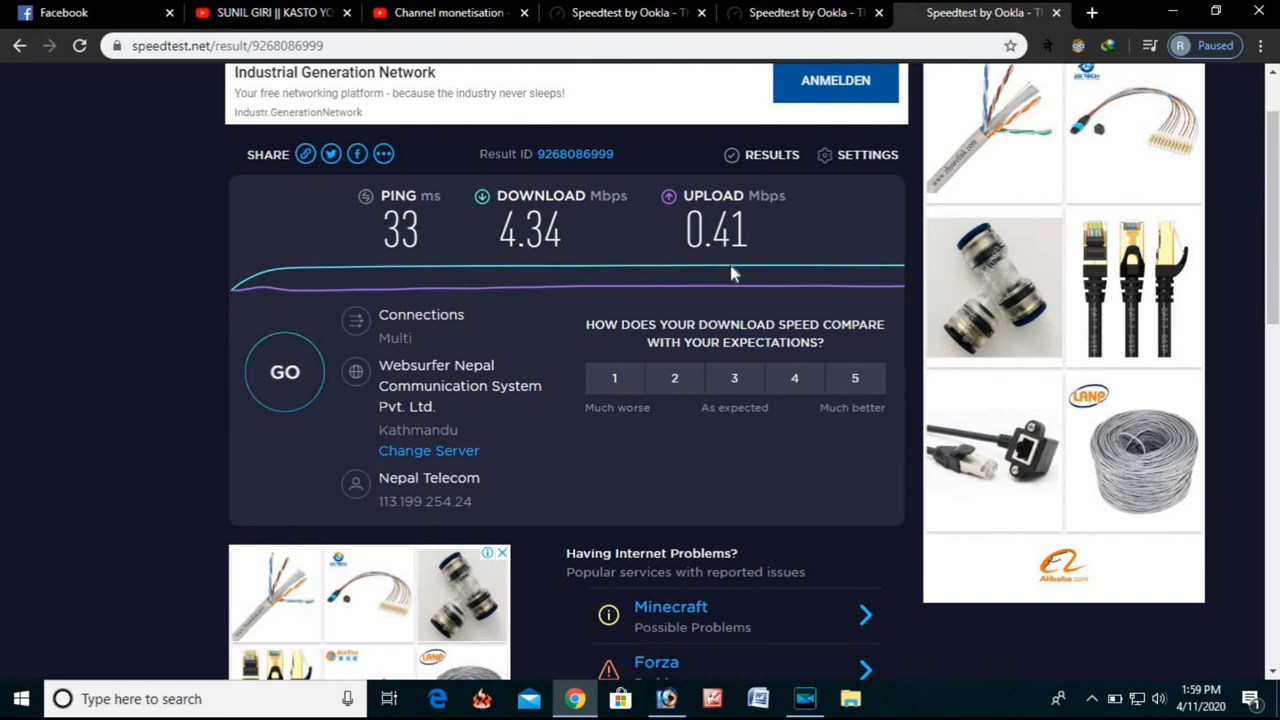 Facebook
SUNIL GIRI || KASTO YO
Channel monetisation -
Speedtest by Ookla - Th
Speedtest by Ookla - Th
Speedtest by Ookla - Th
speedtest.net/result/9268086999
R Paused
Industrial Generation Network
Your free networking platform - because the industry never sleeps!
Industr.GenerationNetwork
ANMELDEN
SHARE
Result ID 9268086999
RESULTS
SETTINGS
PING ms
DOWNLOAD Mbps
UPLOAD Mbps
33
4.34
0.41
Connections
Multi
GO
Websurfer Nepal
Communication System
Pvt. Ltd.
Kathmandu
Change Server
Nepal Telecom
113.199.254.24
HOW DOES YOUR DOWNLOAD SPEED COMPARE
WITH YOUR EXPECTATIONS?
1 2 3 4 5
Much worse As expected Much better
Having Internet Problems?
Popular services with reported issues
Minecraft
Possible Problems
Forza
LANP
Alibaba.com
Type here to search
1:59 PM
4/11/2020
1